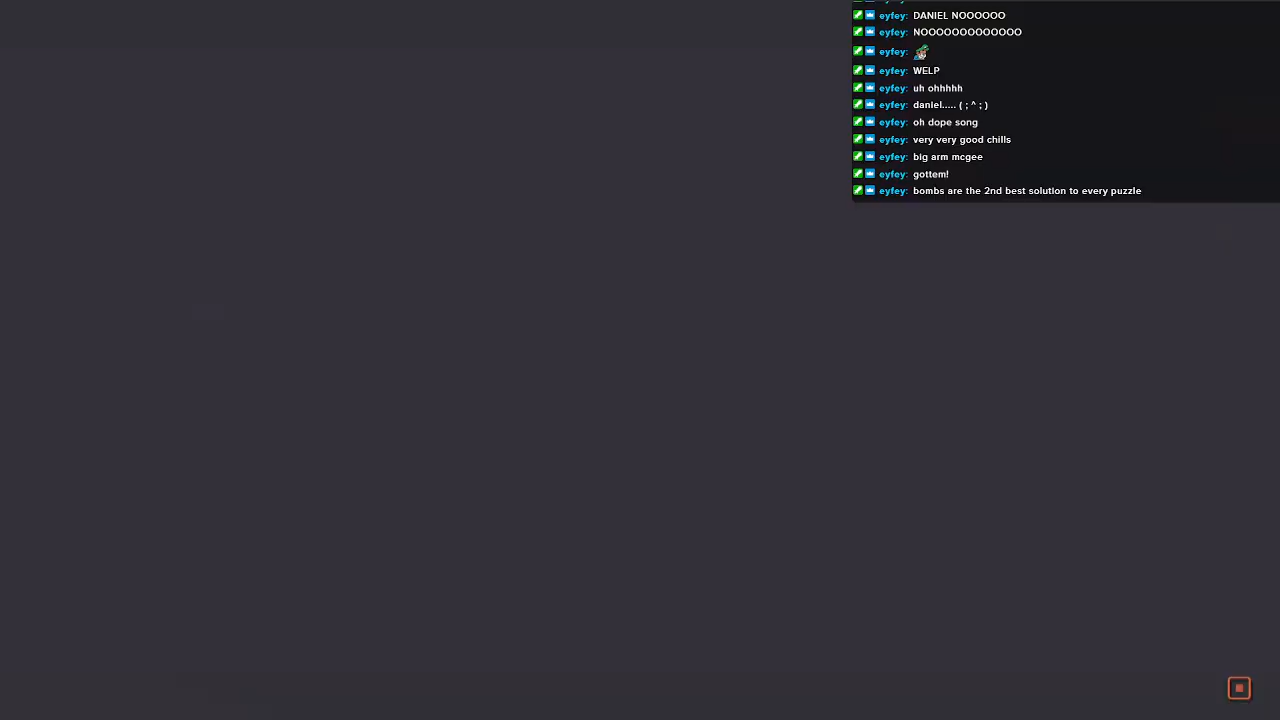 eyfey: DANIEL NOOOOOO
eyfey: NOOOOOOOOOOOOO
eyfey:
eyfey: WELP
eyfey: uh ohhhhh
eyfey: daniel..... ( ; ^ ; )
eyfey: oh dope song
eyfey: very very good chills
eyfey: big arm mcgee
eyfey: gottem!
eyfey: bombs are the 2nd best solution to every puzzle